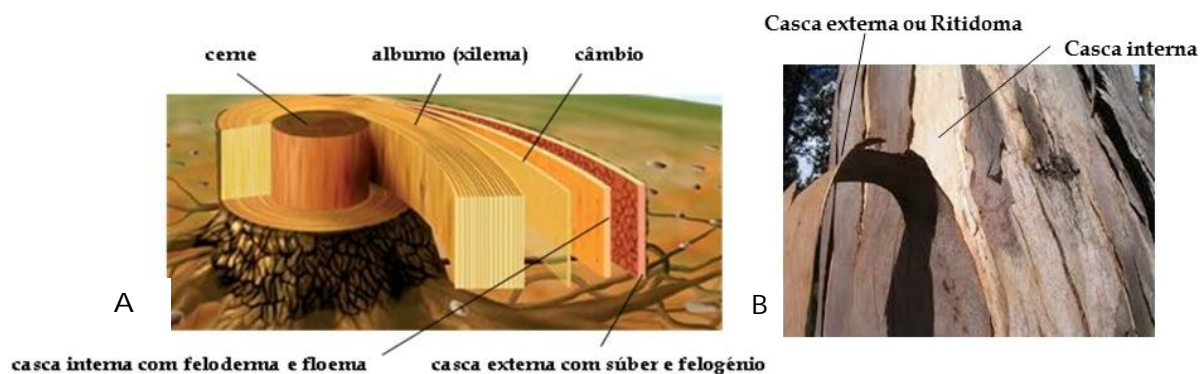 cerne
alburno (xilema)
câmbio
A
casca interna com feloderma e floema
casca externa com súber e felogénio
Casca externa ou Ritidoma
Casca interna
B